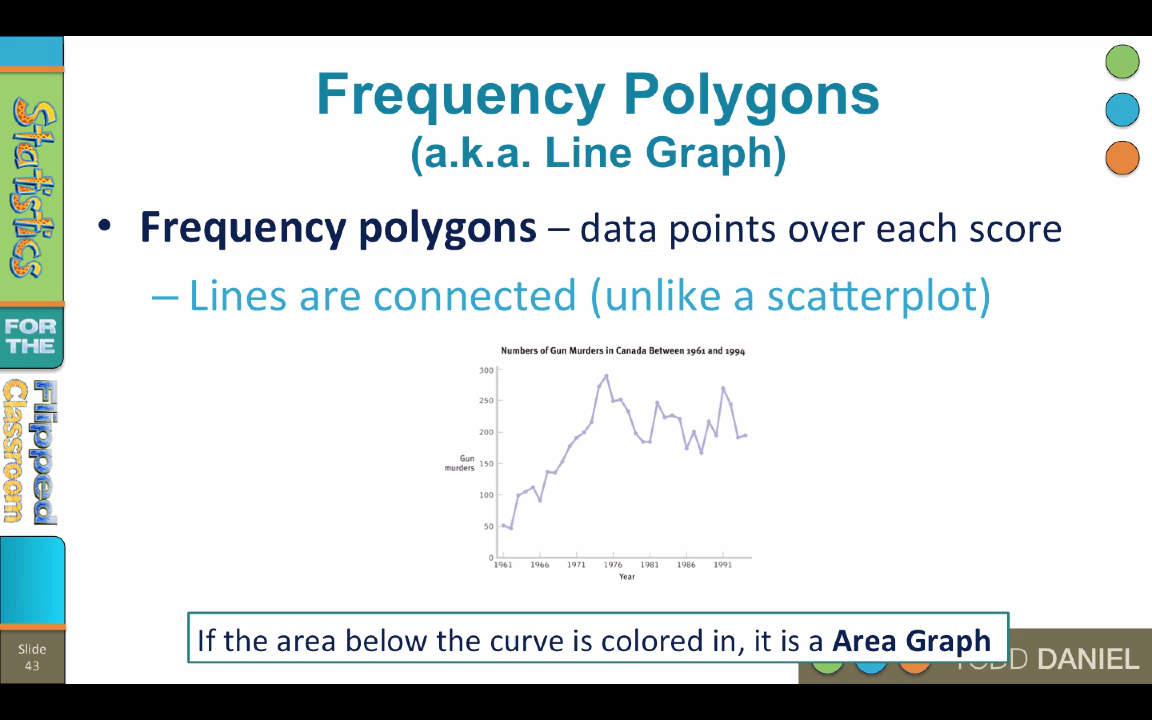 Statistics
FOR
THE
Flipped
Classroom
Slide
43
Frequency Polygons
(a.k.a. Line Graph)
• Frequency polygons – data points over each score
– Lines are connected (unlike a scatterplot)
Numbers of Gun Murders in Canada Between 1961 and 1994
300
250
200
150
100
50
0
Gun
murders
1961 1966 1971 1976 1981 1986 1991
Year
If the area below the curve is colored in, it is a Area Graph
DANIEL